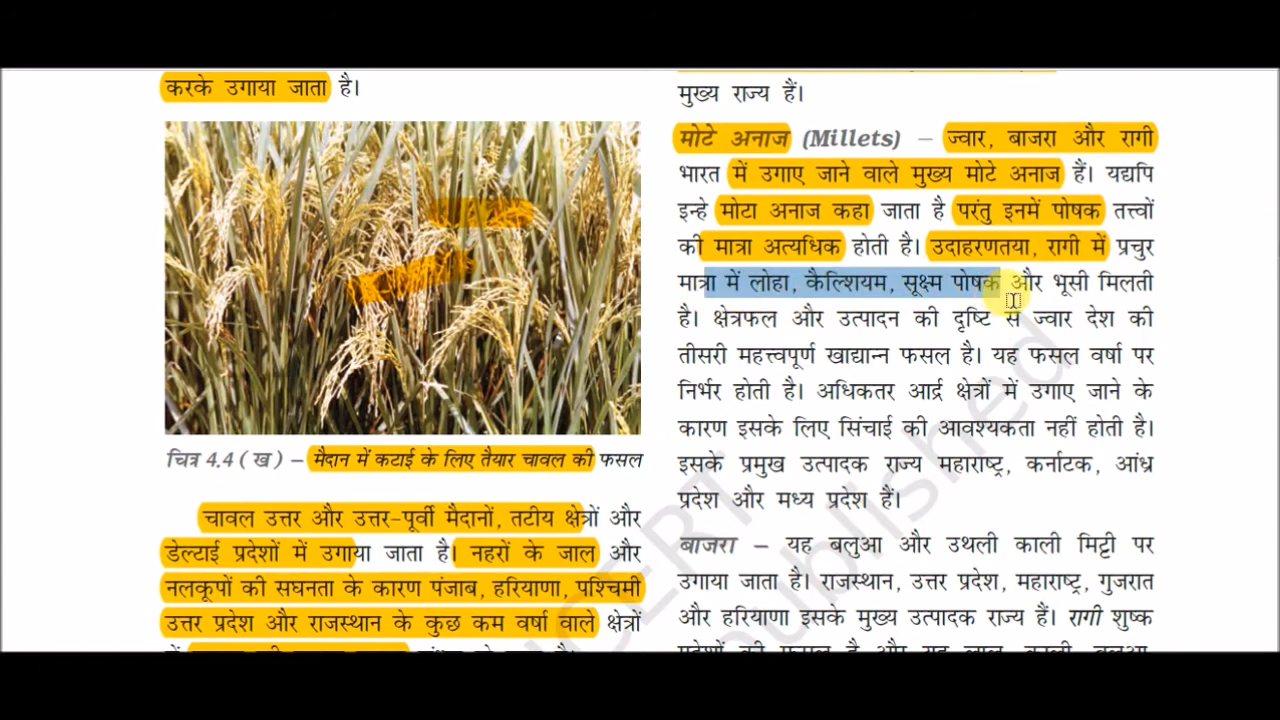 करके उगाया जाता है।
चित्र 4.4 ( ख ) – मैदान में कटाई के लिए तैयार चावल की फसल
चावल उत्तर और उत्तर-पूर्वी मैदानों, तटीय क्षेत्रों और
डेल्टाई प्रदेशों में उगाया जाता है। नहरों के जाल और
नलकूपों की सघनता के कारण पंजाब, हरियाणा, पश्चिमी
उत्तर प्रदेश और राजस्थान के कुछ कम वर्षा वाले क्षेत्रों
मुख्य राज्य हैं।
मोटे अनाज (Millets) – ज्वार, बाजरा और रागी
भारत में उगाए जाने वाले मुख्य मोटे अनाज हैं। यद्यपि
इन्हे मोटा अनाज कहा जाता है परंतु इनमें पोषक तत्त्वों
की मात्रा अत्यधिक होती है। उदाहरणतया, रागी में प्रचुर
मात्रा में लोहा, कैल्शियम, सूक्ष्म पोषक और भूसी मिलती
है। क्षेत्रफल और उत्पादन की दृष्टि से ज्वार देश की
तीसरी महत्त्वपूर्ण खाद्यान्न फसल है। यह फसल वर्षा पर
निर्भर होती है। अधिकतर आर्द्र क्षेत्रों में उगाए जाने के
कारण इसके लिए सिंचाई की आवश्यकता नहीं होती है।
इसके प्रमुख उत्पादक राज्य महाराष्ट्र, कर्नाटक, आंध्र
प्रदेश और मध्य प्रदेश हैं।
बाजरा – यह बलुआ और उथली काली मिट्टी पर
उगाया जाता है। राजस्थान, उत्तर प्रदेश, महाराष्ट्र, गुजरात
और हरियाणा इसके मुख्य उत्पादक राज्य हैं। रागी शुष्क
published